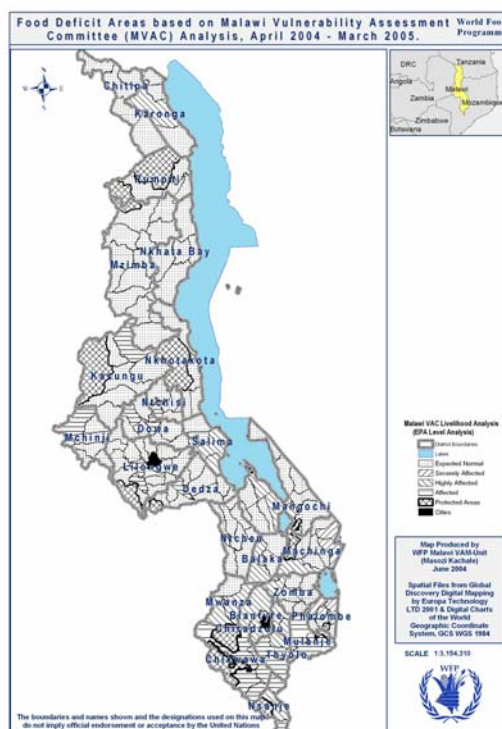 Food Deficit Areas based on Malawi Vulnerability Assessment
Committee (MVAC) Analysis, April 2004 - March 2005.
World Food
Programme
DRC
Tanzania
Angola
Malawi
Zambia
Mozambique
Zimbabwe
Botswana
N
W
E
S
Chitipa
Karonga
Rumphi
Nkhata Bay
Mzimba
Nkhotakota
Kasungu
Ntchisi
Dowa
Mchinji
Salima
Lilongwe
Dedza
Mangochi
Ntcheu
Machinga
Balaka
Zomba
Mwanza
Blantyre
Phalombe
Chiradzulu
Mulanje
Thyolo
Chikwawa
Nsanje
Malawi VAC Livelihood Analysis
(EPA Level Analysis)
District Boundaries
Lakes
Expected Normal
Severely Affected
Highly Affected
Affected
Protected Areas
Cities
Map Produced by
WFP Malawi VAM-Unit
(Masozi Kachale)
June 2004
Spatial Files from Global
Discovery Digital Mapping
by Europa Technology
LTD 2001 & Digital Charts
of the World
Geographic Coordinate
System, GCS WGS 1984
SCALE 1:3,154,310
WFP
The boundaries and names shown and the designations used on this map
do not imply official endorsement or acceptance by the United Nations